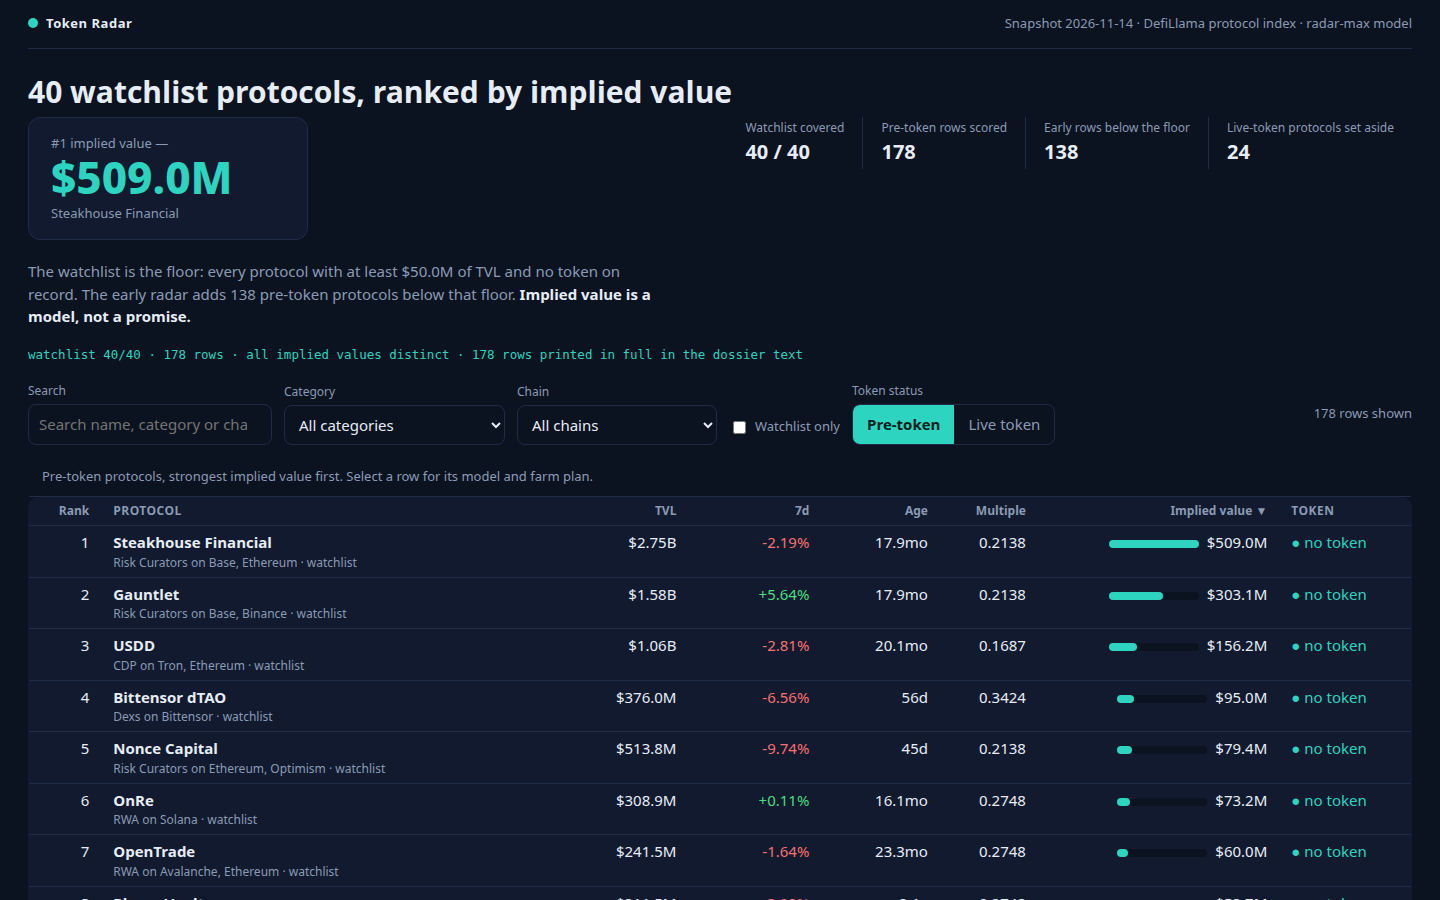 Token Radar
Snapshot 2026-11-14 · DefiLlama protocol index · radar-max model
40 watchlist protocols, ranked by implied value
#1 implied value —
$509.0M
Steakhouse Financial
Watchlist covered
40 / 40
Pre-token rows scored
178
Early rows below the floor
138
Live-token protocols set aside
24
The watchlist is the floor: every protocol with at least $50.0M of TVL and no token on
record. The early radar adds 138 pre-token protocols below that floor. Implied value is a
model, not a promise.
watchlist 40/40 · 178 rows · all implied values distinct · 178 rows printed in full in the dossier text
Search
Category
Chain
Token status
Search name, category or cha
All categories
All chains
Watchlist only
Pre-token
Live token
178 rows shown
Pre-token protocols, strongest implied value first. Select a row for its model and farm plan.
Rank PROTOCOL TVL 7d Age Multiple Implied value ▼ TOKEN
1 Steakhouse Financial $2.75B -2.19% 17.9mo 0.2138 $509.0M ● no token
Risk Curators on Base, Ethereum · watchlist
2 Gauntlet $1.58B +5.64% 17.9mo 0.2138 $303.1M ● no token
Risk Curators on Base, Binance · watchlist
3 USDD $1.06B -2.81% 20.1mo 0.1687 $156.2M ● no token
CDP on Tron, Ethereum · watchlist
4 Bittensor dTAO $376.0M -6.56% 56d 0.3424 $95.0M ● no token
Dexs on Bittensor · watchlist
5 Nonce Capital $513.8M -9.74% 45d 0.2138 $79.4M ● no token
Risk Curators on Ethereum, Optimism · watchlist
6 OnRe $308.9M +0.11% 16.1mo 0.2748 $73.2M ● no token
RWA on Solana · watchlist
7 OpenTrade $241.5M -1.64% 23.3mo 0.2748 $60.0M ● no token
RWA on Avalanche, Ethereum · watchlist